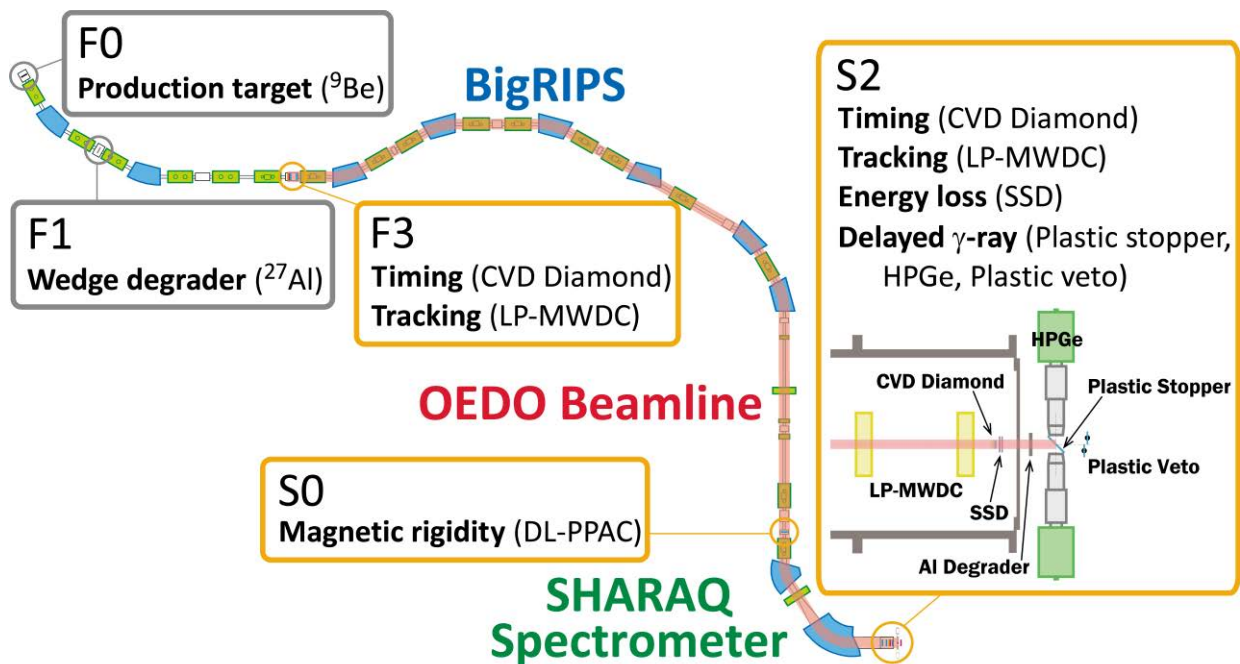 F0
Production target (⁹Be)
BigRIPS
F1
Wedge degrader (²⁷Al)
F3
Timing (CVD Diamond)
Tracking (LP-MWDC)
OEDO Beamline
S0
Magnetic rigidity (DL-PPAC)
SHARAQ
Spectrometer
S2
Timing (CVD Diamond)
Tracking (LP-MWDC)
Energy loss (SSD)
Delayed γ-ray (Plastic stopper,
HPGe, Plastic veto)
HPGe
CVD Diamond
Plastic Stopper
LP-MWDC
SSD
Plastic Veto
Al Degrader